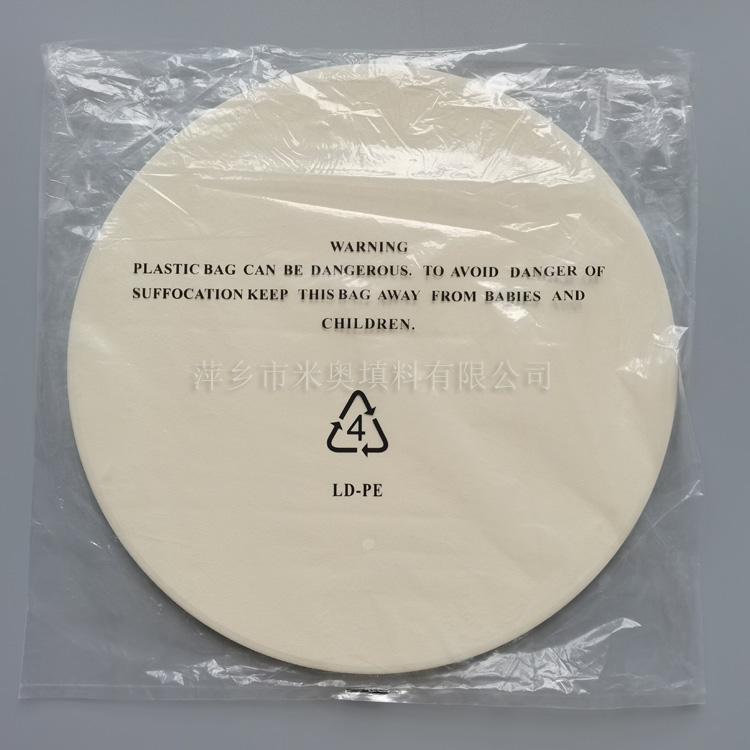 WARNING
PLASTIC BAG CAN BE DANGEROUS. TO AVOID DANGER OF
SUFFOCATION KEEP THIS BAG AWAY FROM BABIES AND
CHILDREN.
萍乡市米奥填料有限公司
4
LD-PE